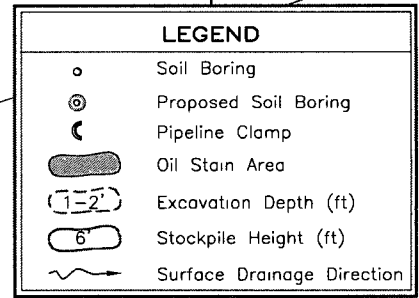 LEGEND
Soil Boring
Proposed Soil Boring
Pipeline Clamp
Oil Stain Area
1-2' Excavation Depth (ft)
6' Stockpile Height (ft)
Surface Drainage Direction